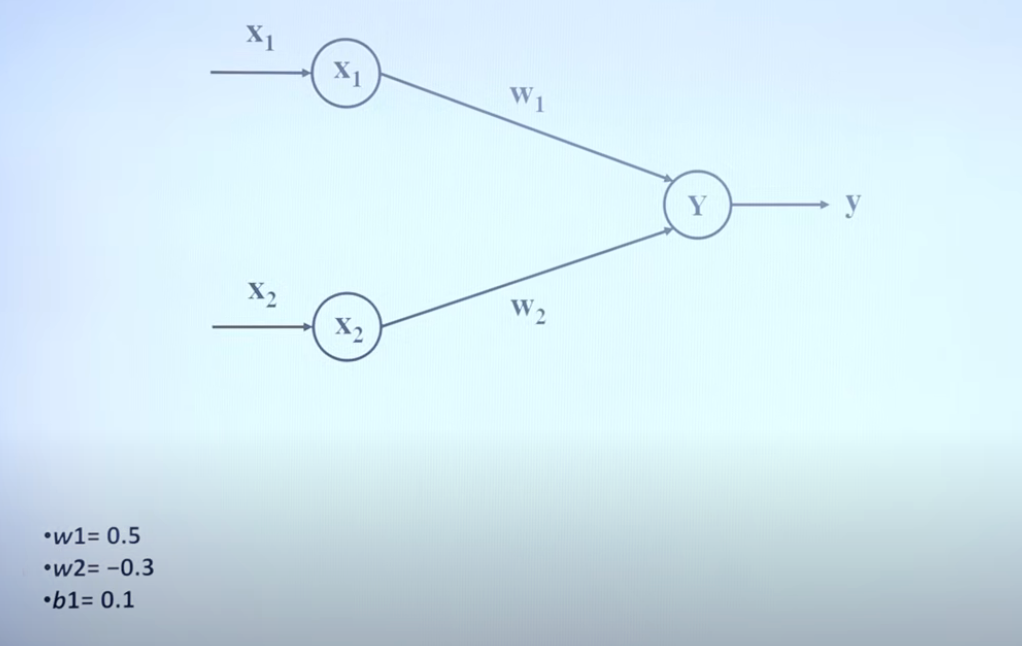 x₁
X₁
w₁
Y
y
x₂
X₂
w₂
•w1= 0.5
•w2= −0.3
•b1= 0.1